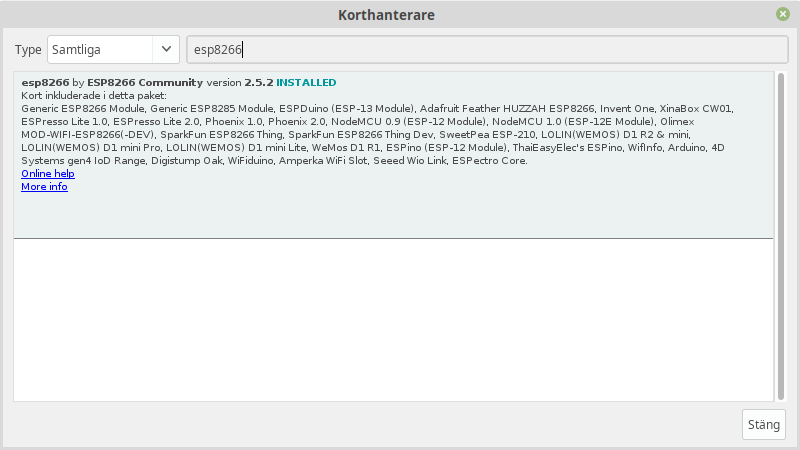 Korthanterare
Type Samtliga esp8266
esp8266 by ESP8266 Community version 2.5.2 INSTALLED
Kort inkluderade i detta paket:
Generic ESP8266 Module, Generic ESP8285 Module, ESPDuino (ESP-13 Module), Adafruit Feather HUZZAH ESP8266, Invent One, XinaBox CW01,
ESPresso Lite 1.0, ESPresso Lite 2.0, Phoenix 1.0, Phoenix 2.0, NodeMCU 0.9 (ESP-12 Module), NodeMCU 1.0 (ESP-12E Module), Olimex
MOD-WIFI-ESP8266(-DEV), SparkFun ESP8266 Thing, SparkFun ESP8266 Thing Dev, SweetPea ESP-210, LOLIN(WEMOS) D1 R2 & mini,
LOLIN(WEMOS) D1 mini Pro, LOLIN(WEMOS) D1 mini Lite, WeMos D1 R1, ESPino (ESP-12 Module), ThaiEasyElec's ESPino, WifInfo, Arduino, 4D
Systems gen4 IoD Range, Digistump Oak, WiFiduino, Amperka WiFi Slot, Seeed Wio Link, ESPectro Core.
Online help
More info
Stäng